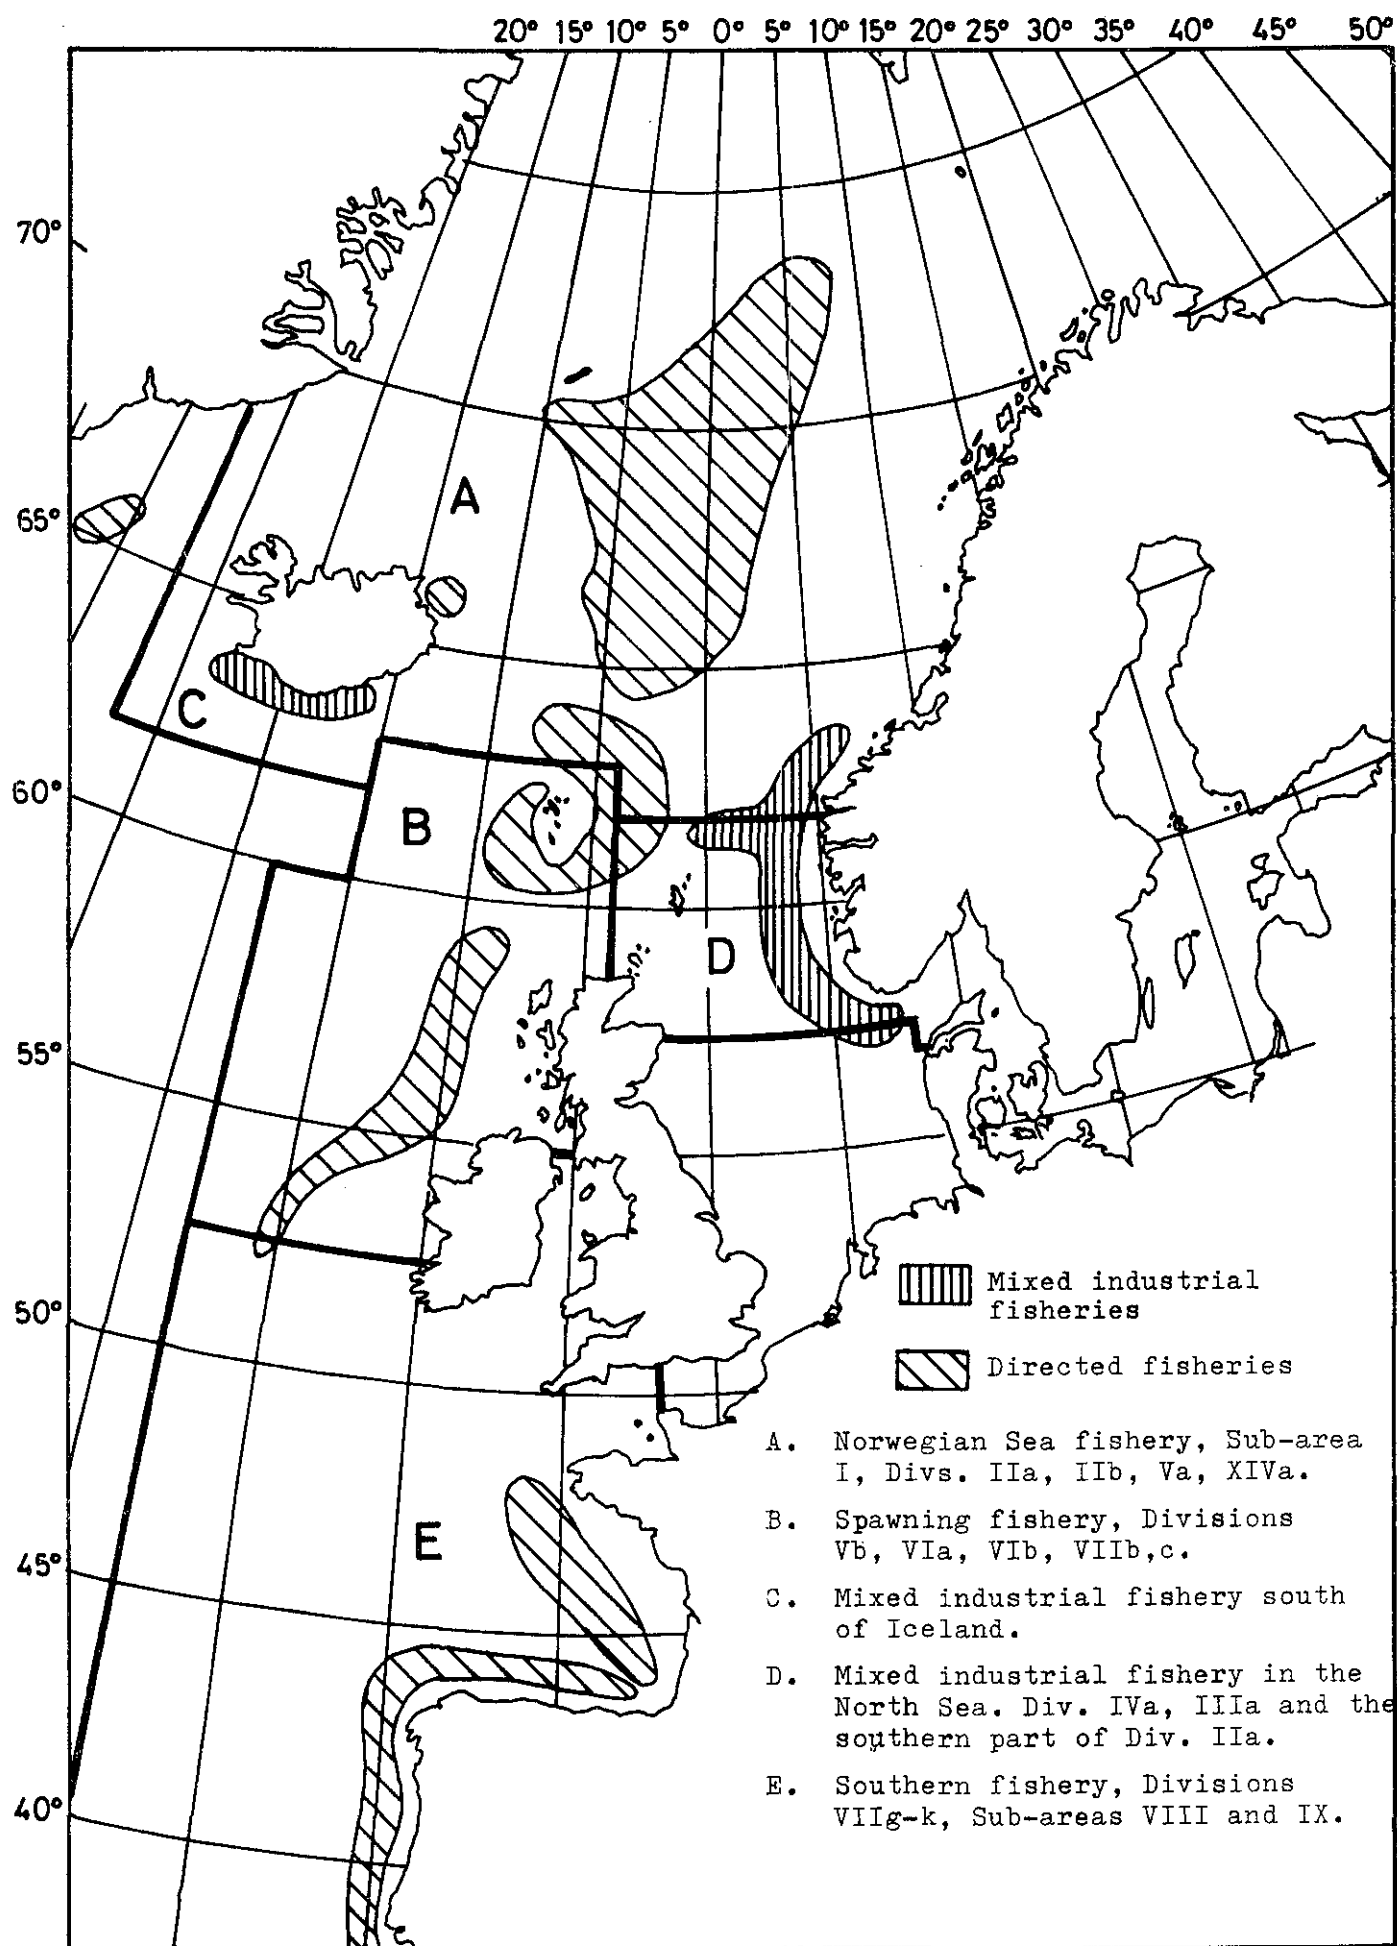 20° 15° 10° 5° 0° 5° 10° 15° 20° 25° 30° 35° 40° 45° 50°
70°
65°
60°
55°
50°
45°
40°
A
C
B
D
E
Mixed industrial
fisheries
Directed fisheries
A. Norwegian Sea fishery, Sub-area
I, Divs. IIa, IIb, Va, XIVa.
B. Spawning fishery, Divisions
Vb, VIa, VIb, VIIb,c.
C. Mixed industrial fishery south
of Iceland.
D. Mixed industrial fishery in the
North Sea. Div. IVa, IIIa and the
southern part of Div. IIa.
E. Southern fishery, Divisions
VIIg-k, Sub-areas VIII and IX.